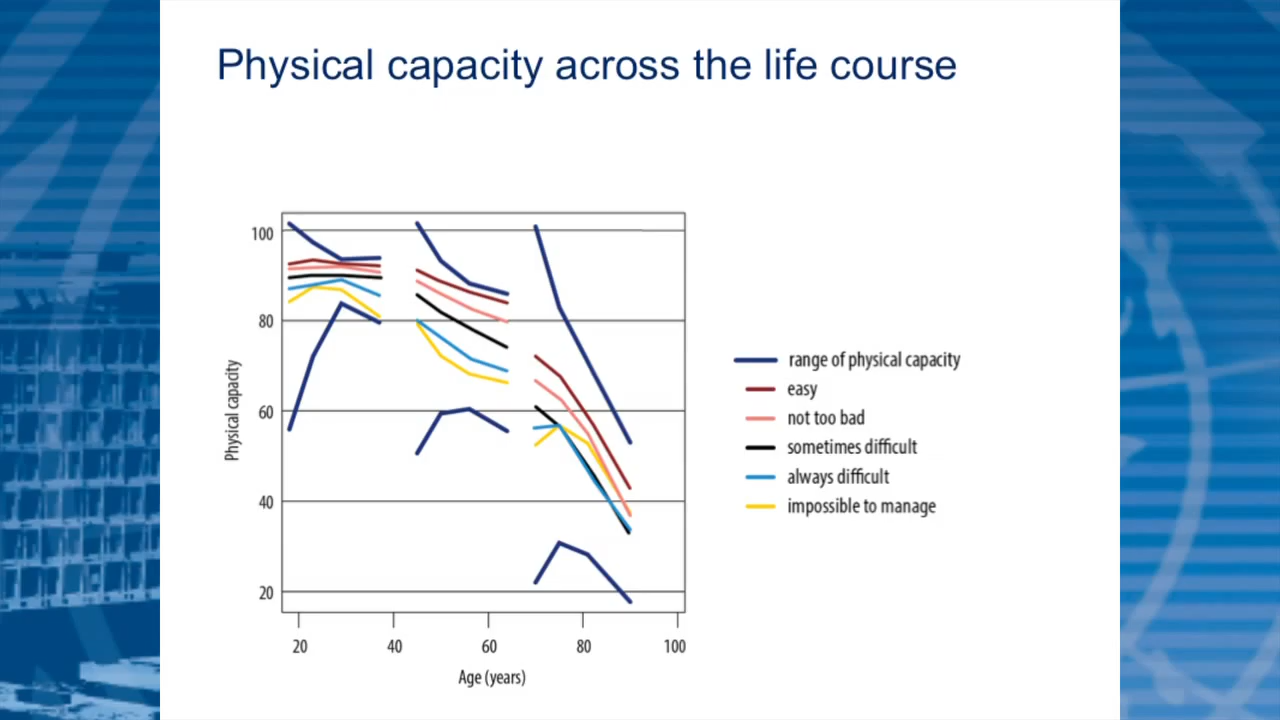 Physical capacity across the life course
100
80
60
40
20
Physical capacity
20 40 60 80 100
Age (years)
range of physical capacity
easy
not too bad
sometimes difficult
always difficult
impossible to manage